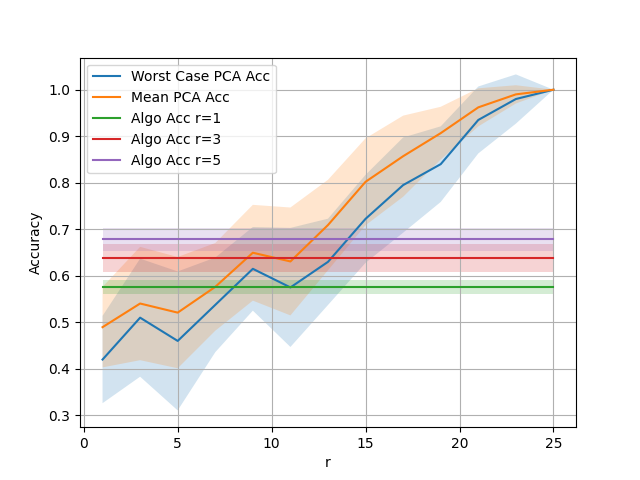 Worst Case PCA Acc
Mean PCA Acc
Algo Acc r=1
Algo Acc r=3
Algo Acc r=5
Accuracy
1.0
0.9
0.8
0.7
0.6
0.5
0.4
0.3
0 5 10 15 20 25
r